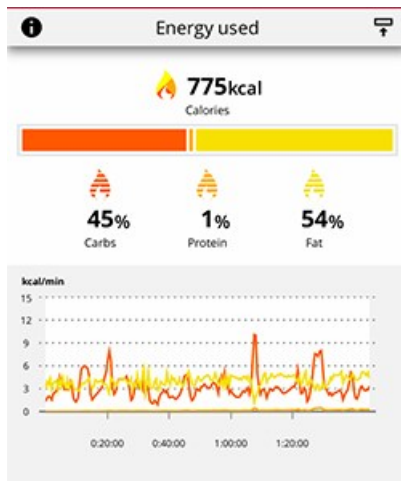 Energy used
775kcal
Calories
45% 1% 54%
Carbs Protein Fat
kcal/min
15
12
9
6
3
0
0:20:00 0:40:00 1:00:00 1:20:00